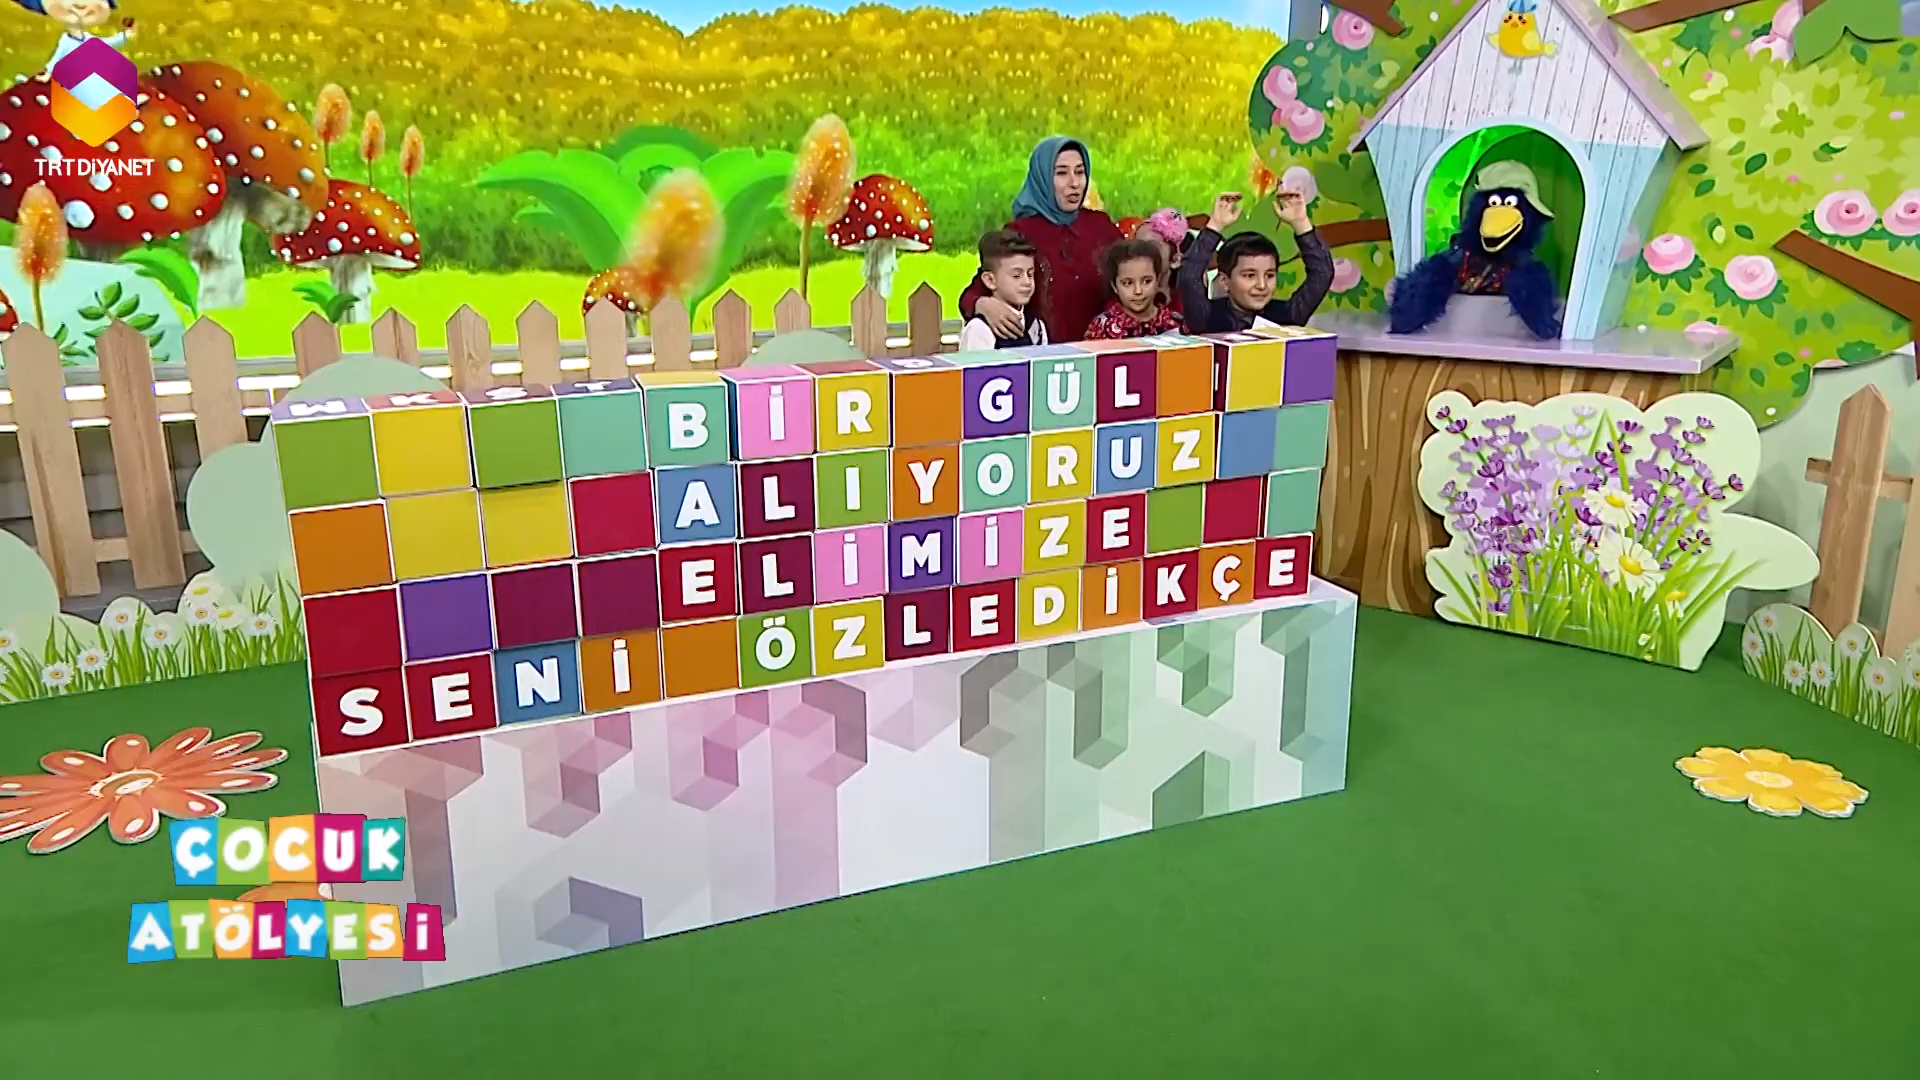 TRT DİYANET
W K S T
BİR GÜL
ALIYORUZ
ELİMİZE
SENİ ÖZLEDİKÇE
ÇOCUK
ATÖLYESİ